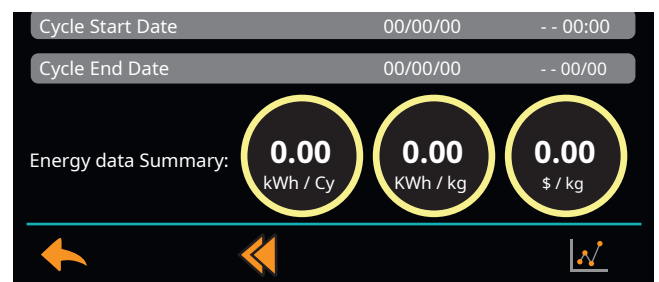 Cycle Start Date 00/00/00 - - 00:00
Cycle End Date 00/00/00 - - 00/00
Energy data Summary:
0.00 0.00 0.00
kWh / Cy KWh / kg $ / kg